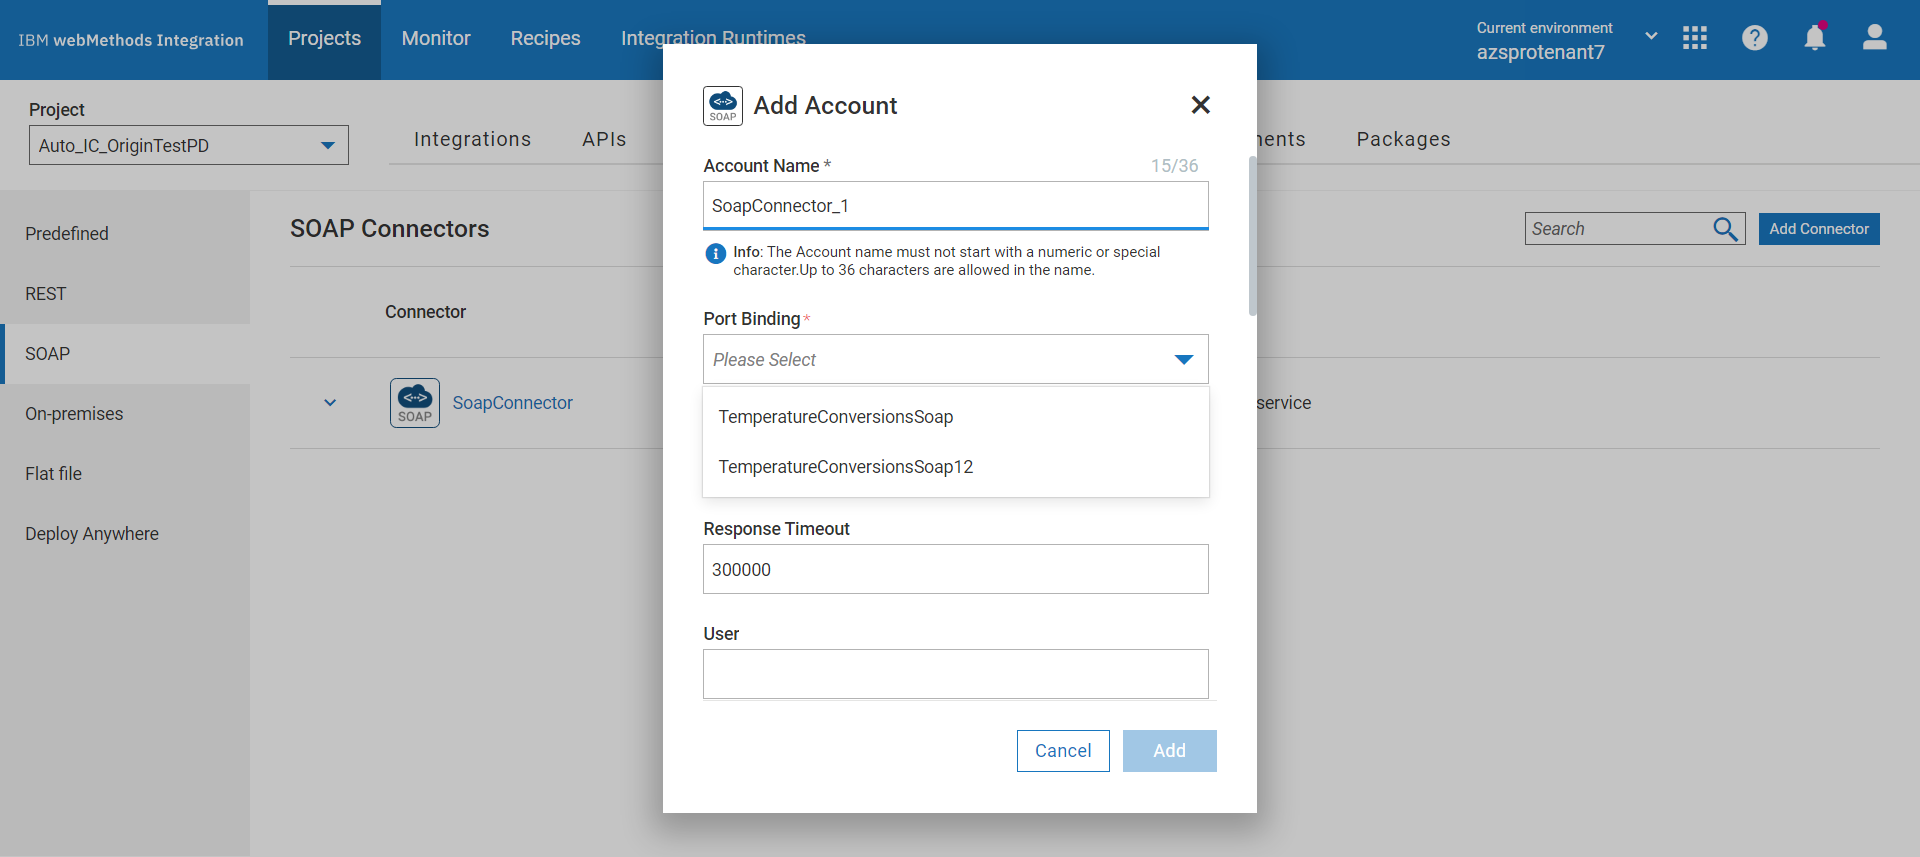 IBM webMethods Integration
Projects
Monitor
Recipes
Integration Runtimes
Current environment
azsprotenant7
Project
Auto_IC_OriginTestPD
Integrations
APIs
Packages
Predefined
REST
SOAP
On-premises
Flat file
Deploy Anywhere
SOAP Connectors
Search
Add Connector
Connector
SOAP
SoapConnector
service
SOAP
Add Account
Account Name *
15/36
SoapConnector_1
Info: The Account name must not start with a numeric or special
character.Up to 36 characters are allowed in the name.
Port Binding *
Please Select
TemperatureConversionsSoap
TemperatureConversionsSoap12
Response Timeout
300000
User
Cancel
Add